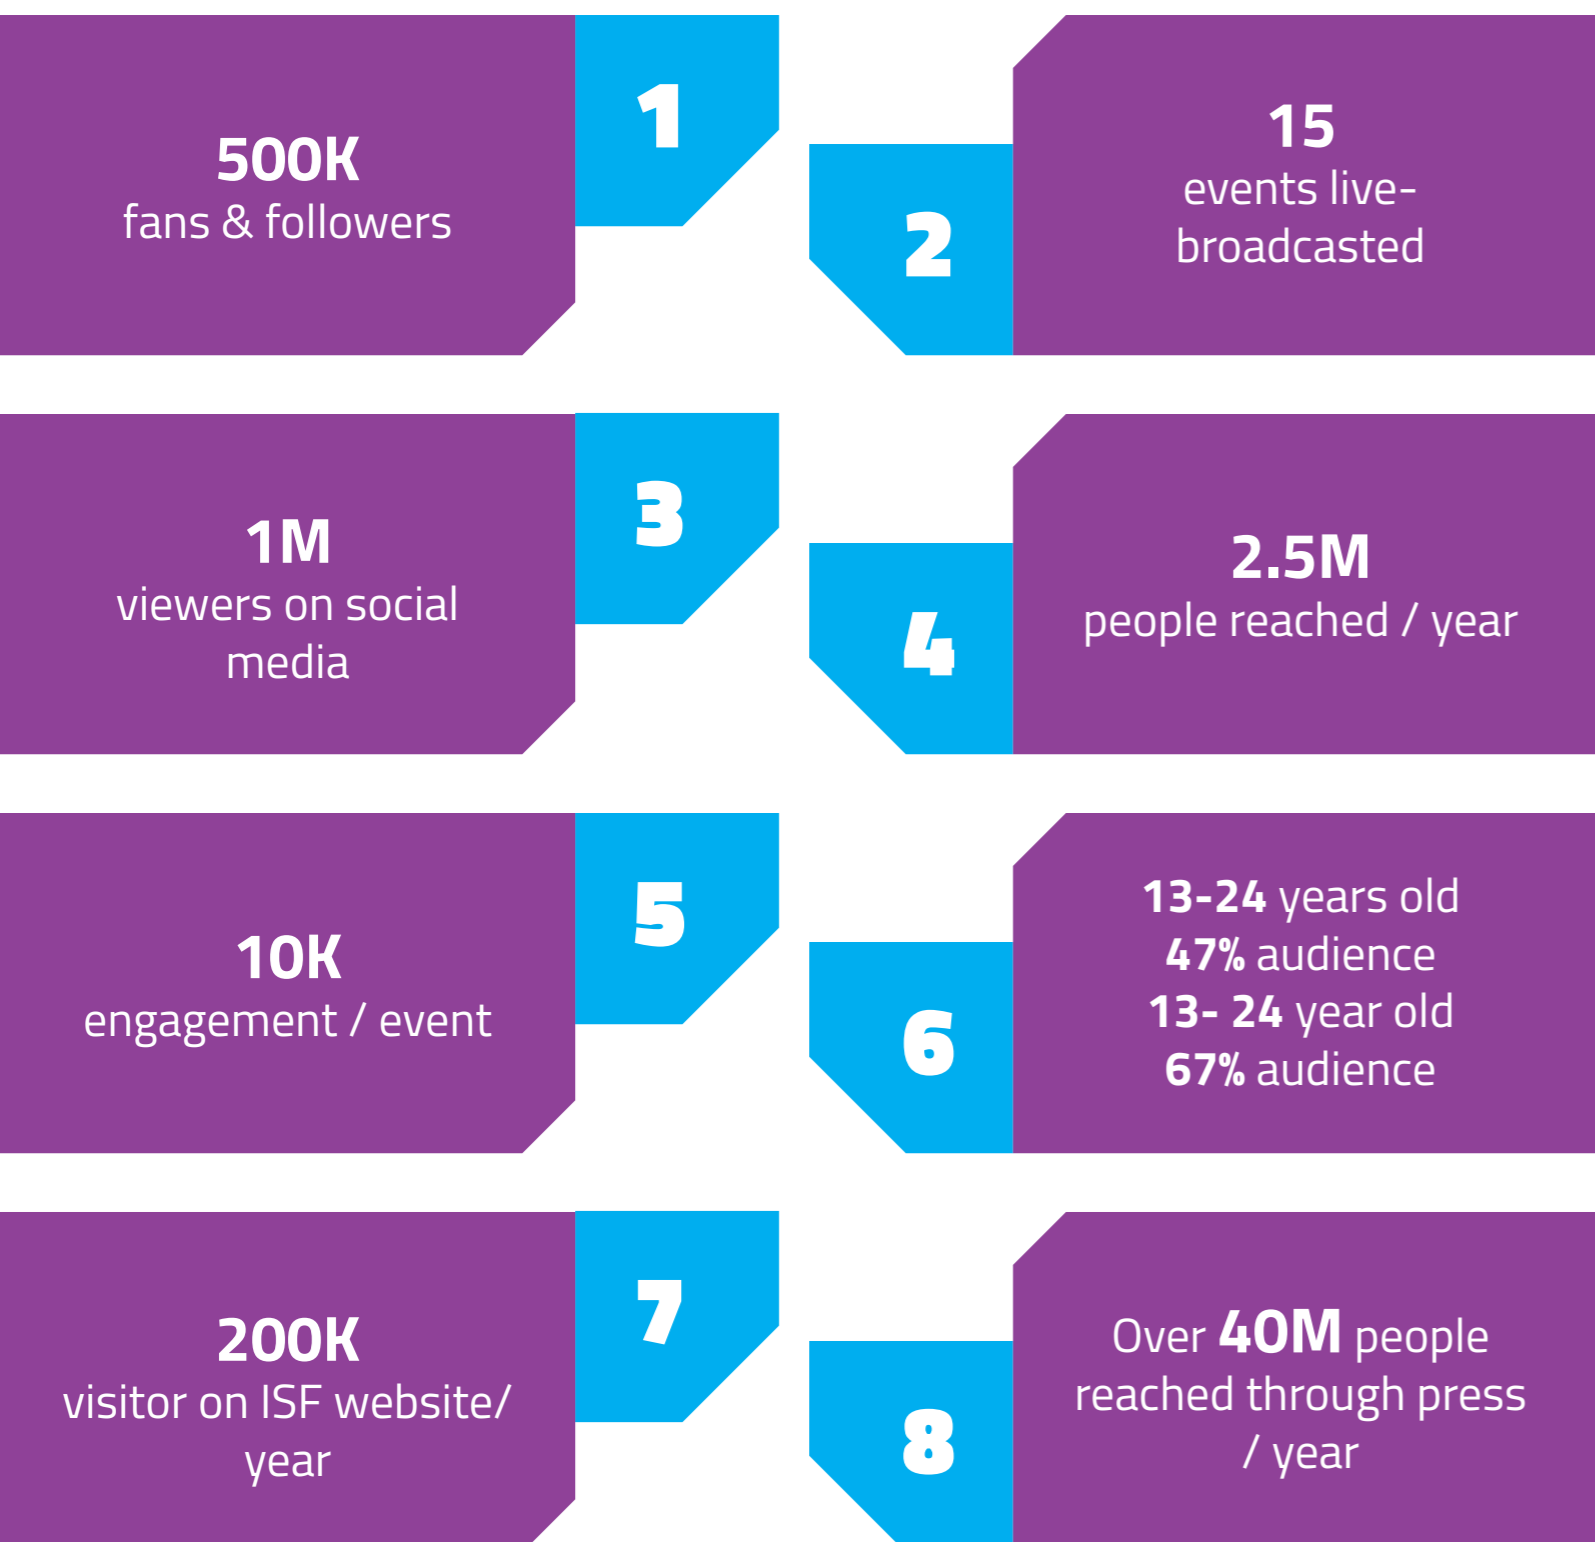 500K
fans & followers
1
15
events live-
broadcasted
2
1M
viewers on social
media
3
2.5M
people reached / year
4
10K
engagement / event
5
13-24 years old
47% audience
13- 24 year old
67% audience
6
200K
visitor on ISF website/
year
7
Over 40M people
reached through press
/ year
8